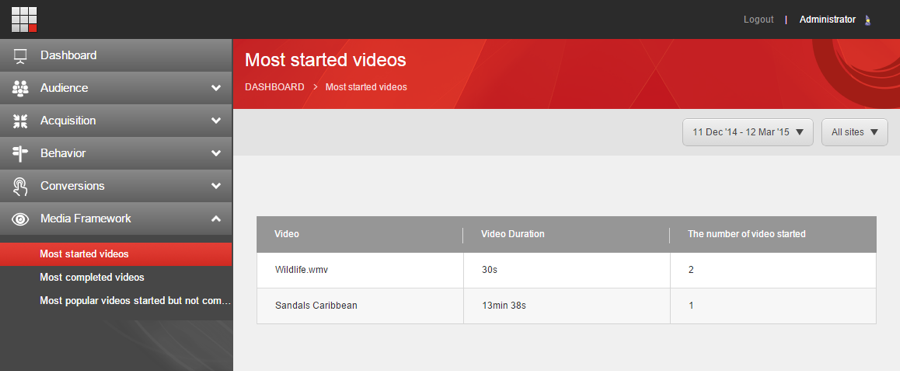 Logout | Administrator
Dashboard
Audience
Acquisition
Behavior
Conversions
Media Framework
Most started videos
Most completed videos
Most popular videos started but not com...
Most started videos
DASHBOARD > Most started videos
11 Dec '14 - 12 Mar '15 All sites
Video Video Duration The number of video started
Wildlife.wmv 30s 2
Sandals Caribbean 13min 38s 1